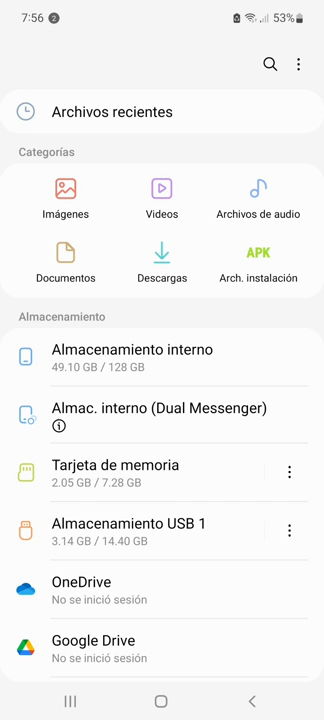 7:56 2 53%
Archivos recientes
Categorías
Imágenes Videos Archivos de audio
APK
Documentos Descargas Arch. instalación
Almacenamiento
Almacenamiento interno
49.10 GB / 128 GB
Almac. interno (Dual Messenger)
Tarjeta de memoria
2.05 GB / 7.28 GB
Almacenamiento USB 1
3.14 GB / 14.40 GB
OneDrive
No se inició sesión
Google Drive
No se inició sesión